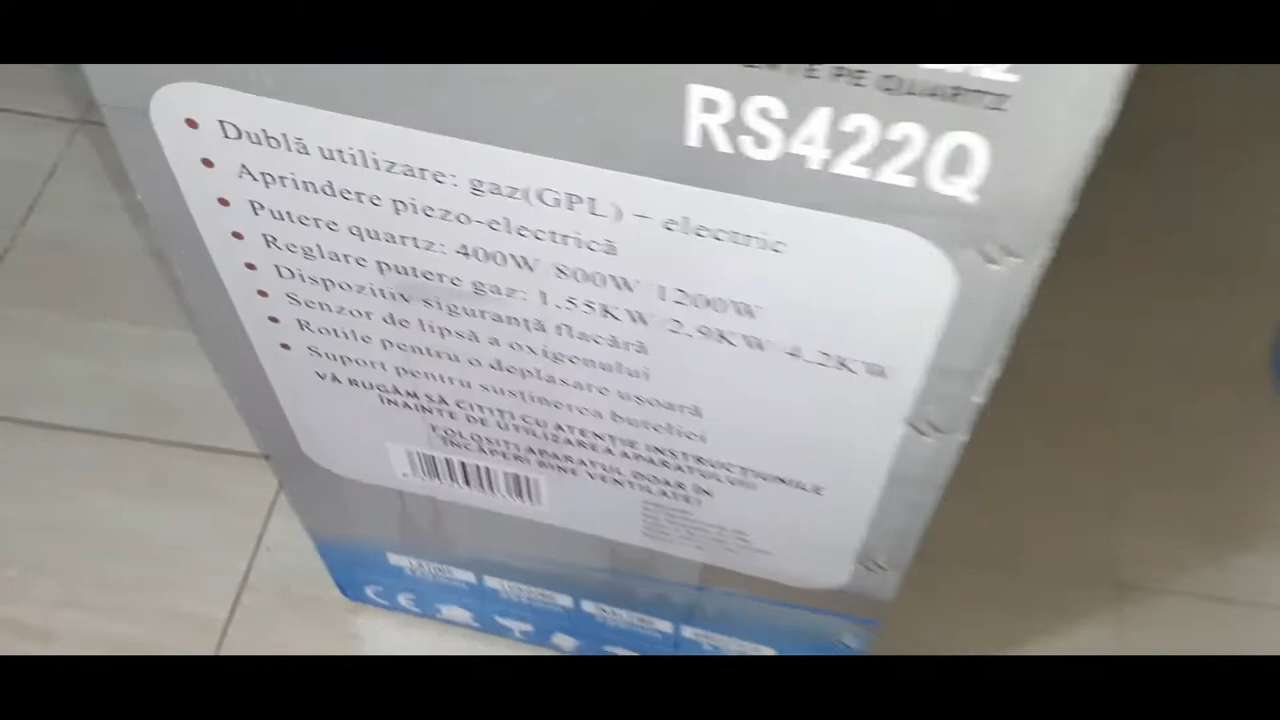 PE QUARTZ
RS422Q
Dublă utilizare: gaz(GPL) - electric
Aprindere piezo-electrică
Putere quartz: 400W 800W 1200W
Reglare putere gaz: 1.55KW 2.9KW 4.2KW
Dispozitiv siguranță flacără
Senzor de lipsă a oxigenului
Rotile pentru o deplasare ușoară
Suport pentru sustinerea buteliei
VĂ RUGĂM SĂ CITIȚI CU ATENȚIE INSTRUCȚIUNILE
ÎNAINTE DE UTILIZAREA APARATULUI!
FOLOSIȚI APARATUL DOAR ÎN
ÎNCĂPERI BINE VENTILATE!
CE